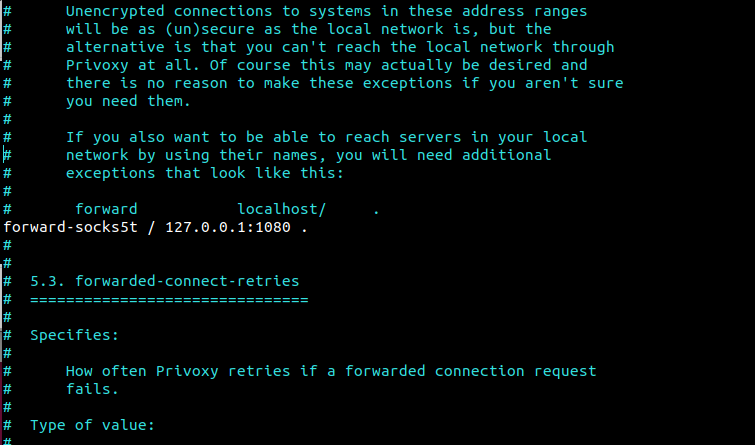 #      Unencrypted connections to systems in these address ranges
#      will be as (un)secure as the local network is, but the
#      alternative is that you can't reach the local network through
#      Privoxy at all. Of course this may actually be desired and
#      there is no reason to make these exceptions if you aren't sure
#      you need them.
#
#      If you also want to be able to reach servers in your local
#      network by using their names, you will need additional
#      exceptions that look like this:
#
#       forward           localhost/     .
forward-socks5t / 127.0.0.1:1080 .
#
#
#  5.3. forwarded-connect-retries
#  ===============================
#
#  Specifies:
#
#      How often Privoxy retries if a forwarded connection request
#      fails.
#
#  Type of value:
#